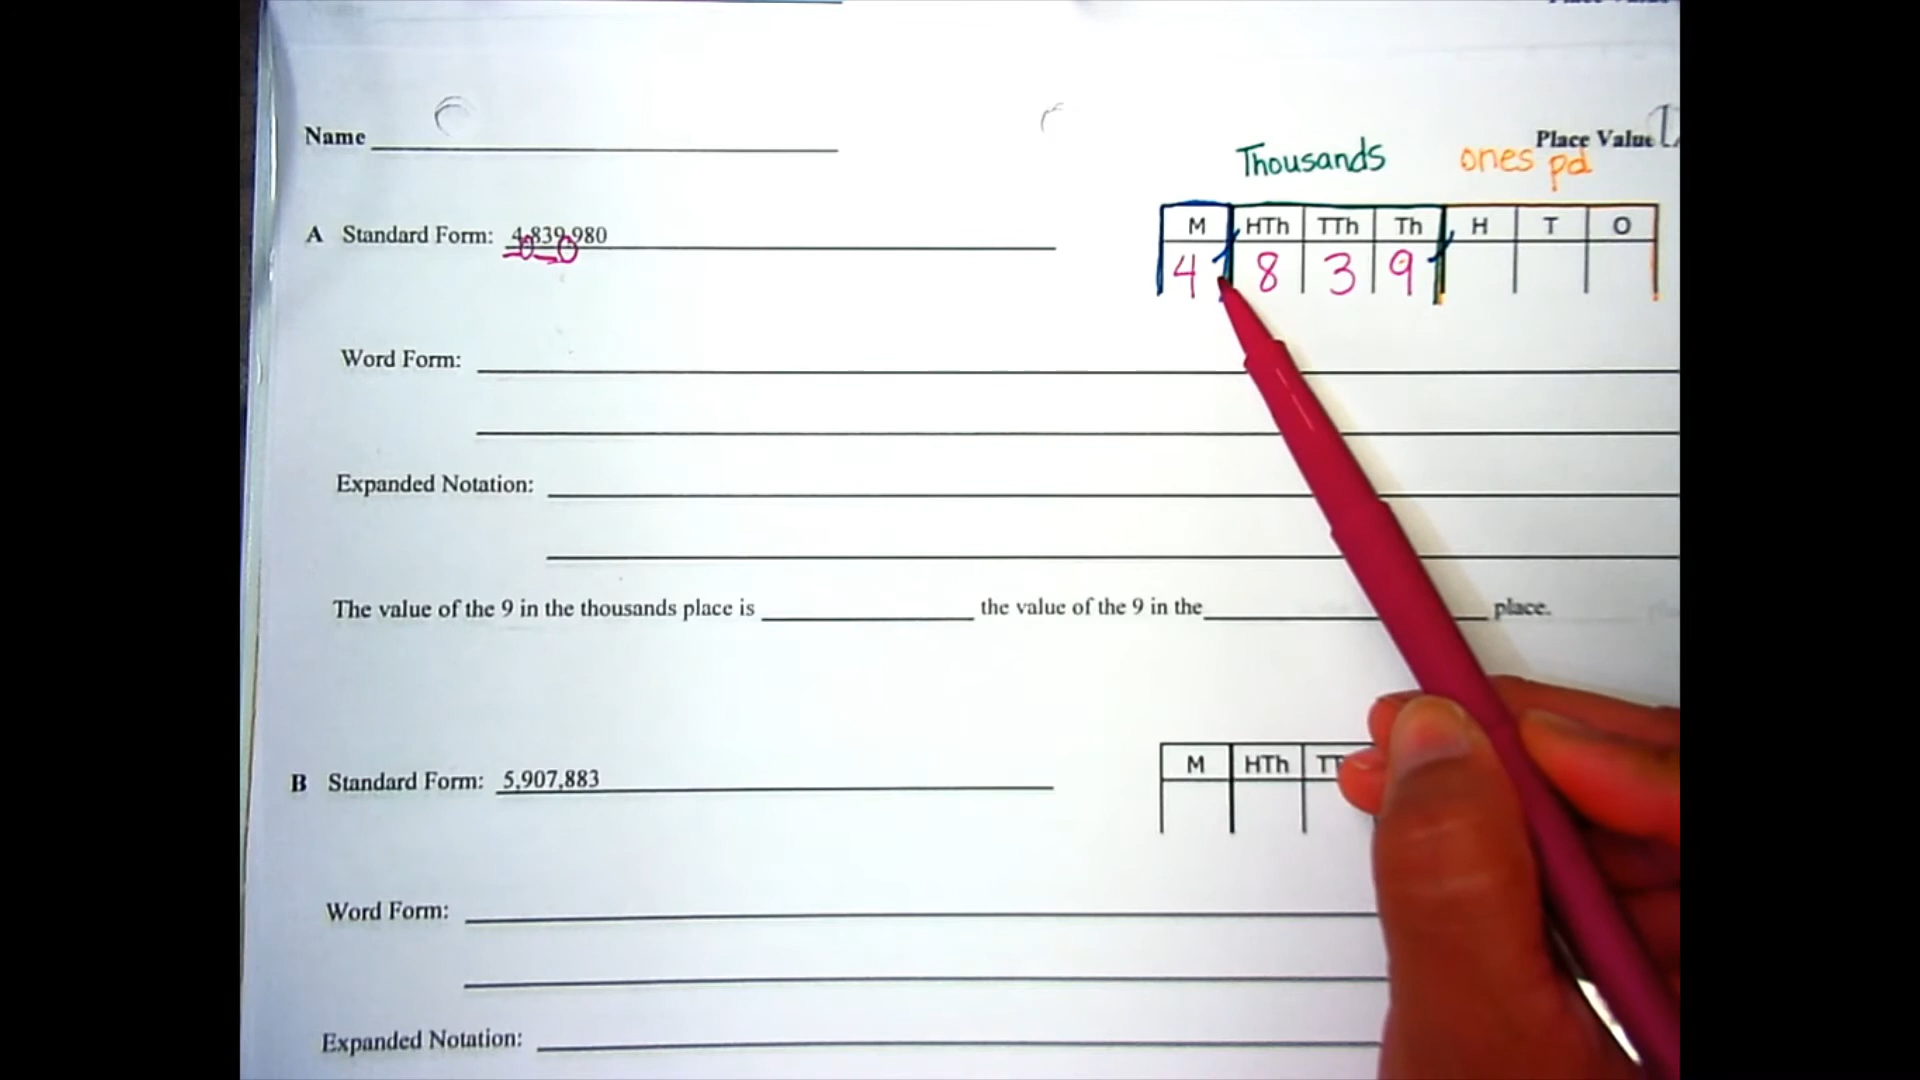 Name
Place Value
Thousands ones pd
A Standard Form: 4,839,980
M HTh TTh Th H T O
4, 8 3 9,
Word Form:
Expanded Notation:
The value of the 9 in the thousands place is the value of the 9 in the place.
B Standard Form: 5,907,883
M HTh
Word Form:
Expanded Notation: